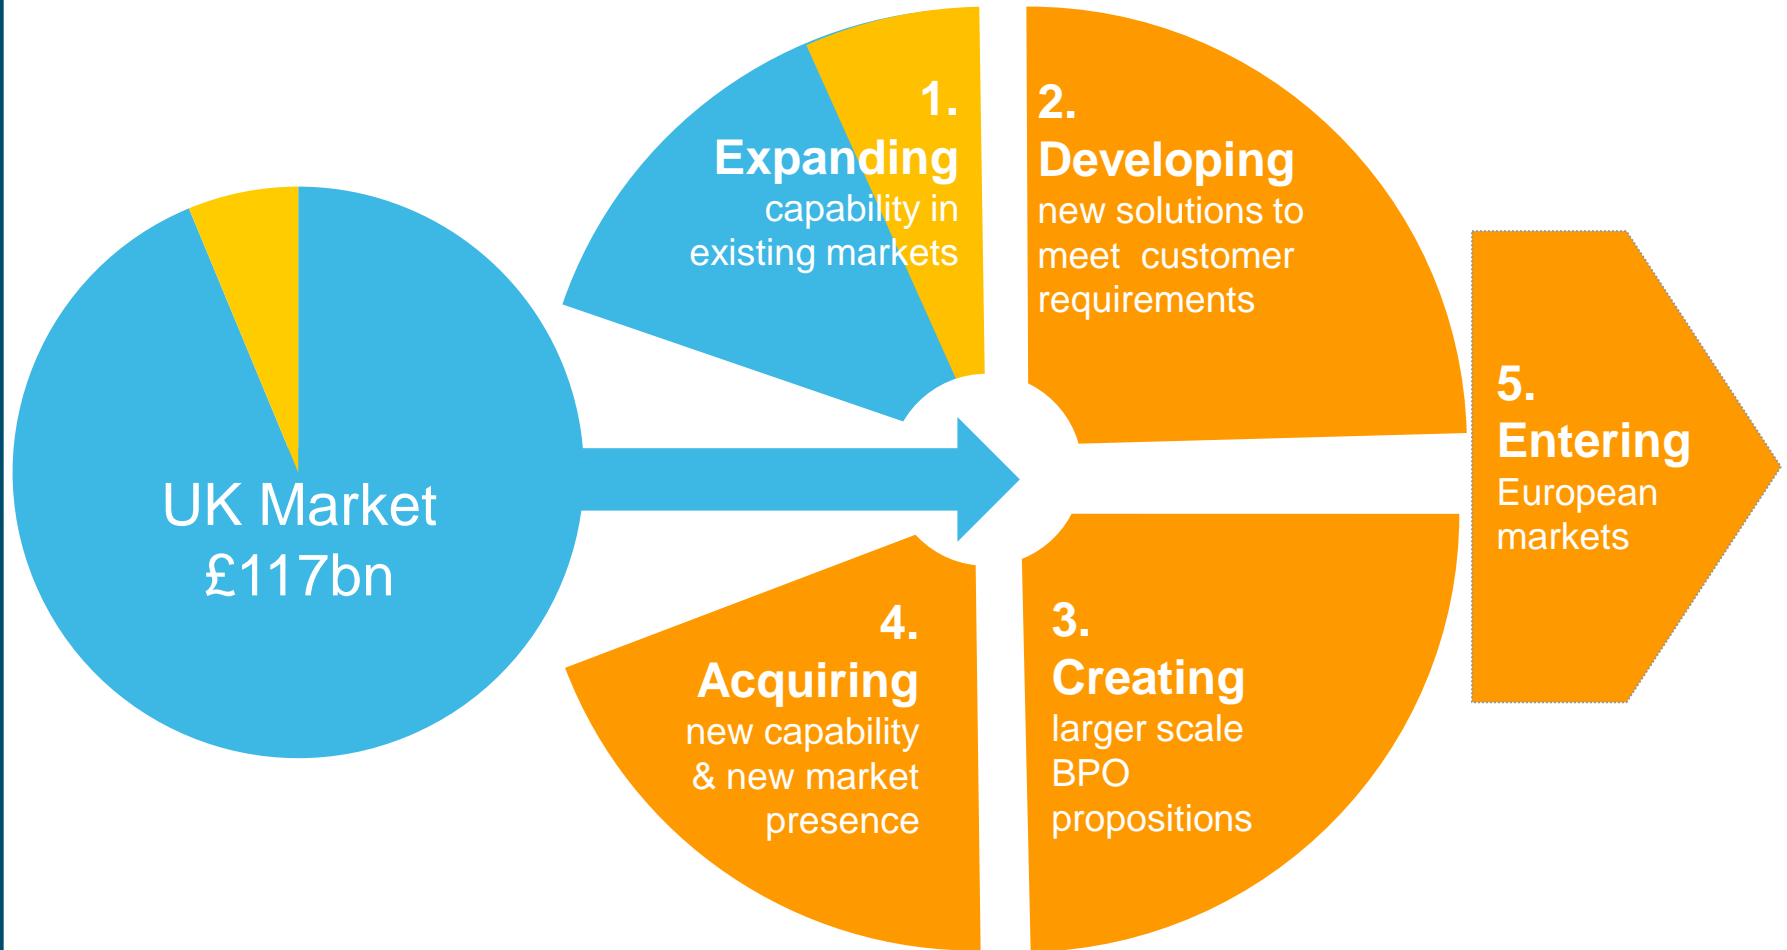 UK Market
£117bn
1.
Expanding
capability in
existing markets
2.
Developing
new solutions to
meet  customer
requirements
3.
Creating
larger scale
BPO
propositions
4.
Acquiring
new capability
& new market
presence
5.
Entering
European
markets